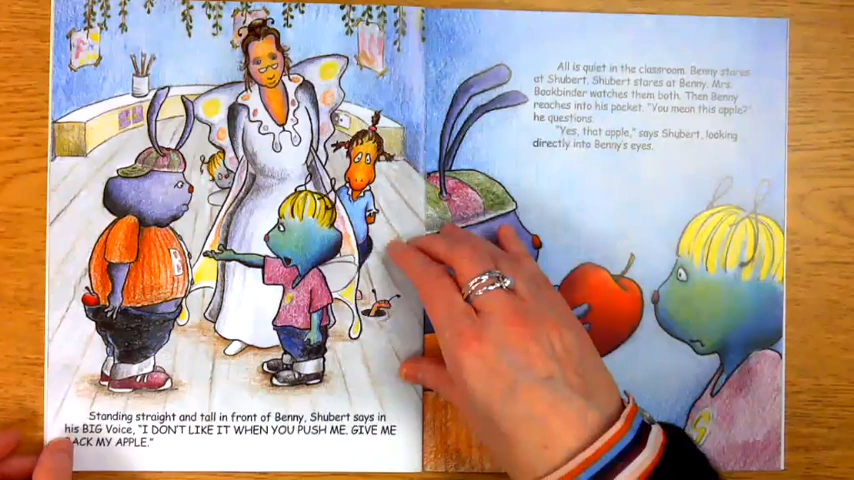 Standing straight and tall in front of Benny, Shubert says in
his BIG Voice, "I DON'T LIKE IT WHEN YOU PUSH ME. GIVE ME
BACK MY APPLE."
All is quiet in the classroom. Benny stares
at Shubert. Shubert stares at Benny. Mrs.
Bookbinder watches them both. Then Benny
reaches into his pocket. "You mean this apple?"
he questions.
"Yes, that apple," says Shubert, looking
directly into Benny's eyes.